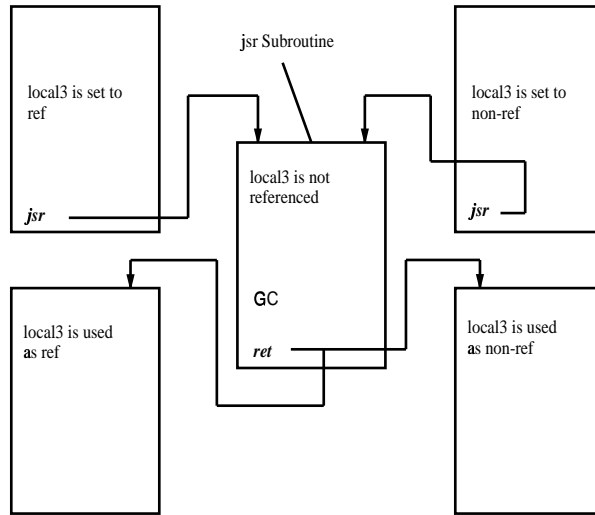 jsr Subroutine
local3 is set to
ref
jsr
local3 is not
referenced
GC
ret
local3 is set to
non-ref
jsr
local3 is used
as ref
local3 is used
as non-ref